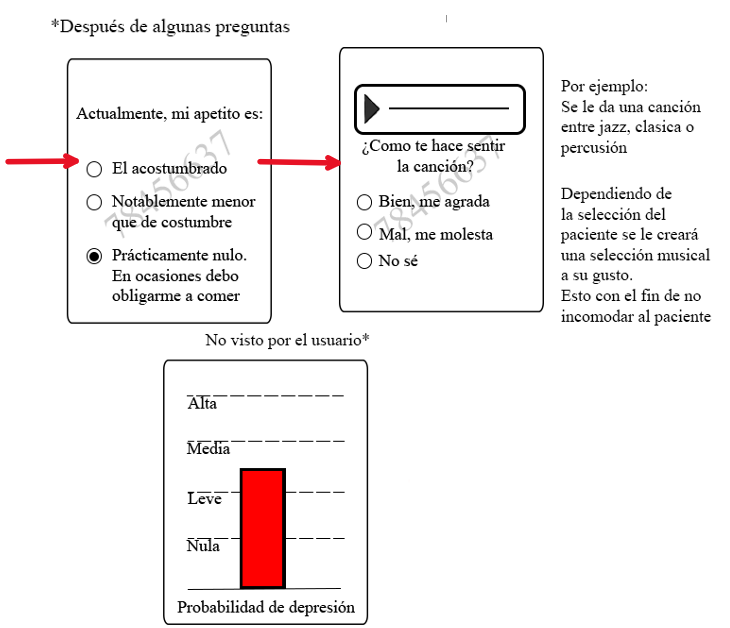 *Después de algunas preguntas
Actualmente, mi apetito es:
El acostumbrado
Notablemente menor
que de costumbre
Prácticamente nulo.
En ocasiones debo
obligarme a comer
78456637
¿Como te hace sentir
la canción?
Bien, me agrada
Mal, me molesta
No sé
78456637
Por ejemplo:
Se le da una canción
entre jazz, clasica o
percusión
Dependiendo de
la selección del
paciente se le creará
una selección musical
a su gusto.
Esto con el fin de no
incomodar al paciente
No visto por el usuario*
Alta
Media
Leve
Nula
Probabilidad de depresión